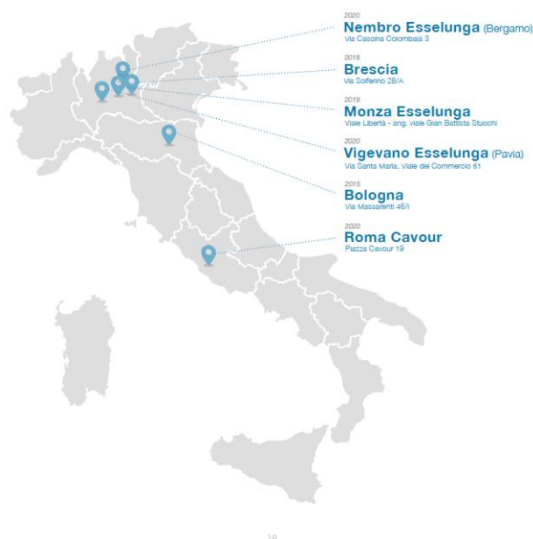 2020
Nembro Esselunga (Bergamo)
Via Cascina Colombaia 3
2018
Brescia
Via Solferino 28/A
2019
Monza Esselunga
Viale Libertà - ang. viale Gian Battista Stucchi
2020
Vigevano Esselunga (Pavia)
Via Santa Maria, Viale del Commercio 61
2015
Bologna
Via Massarenti 46/l
2020
Roma Cavour
Piazza Cavour 19